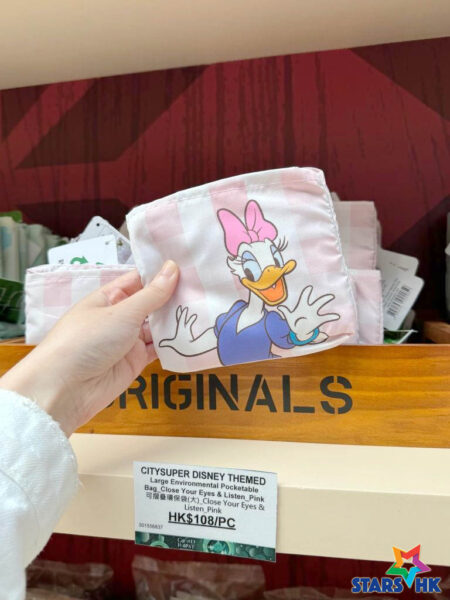 ORIGINALS
CITYSUPER DISNEY THEMED
Large Environmental Pocketable
Bag_Close Your Eyes & Listen_Pink
可摺疊環保袋(大)_Close Your Eyes &
Listen_Pink
HK$108/PC
STARS HK